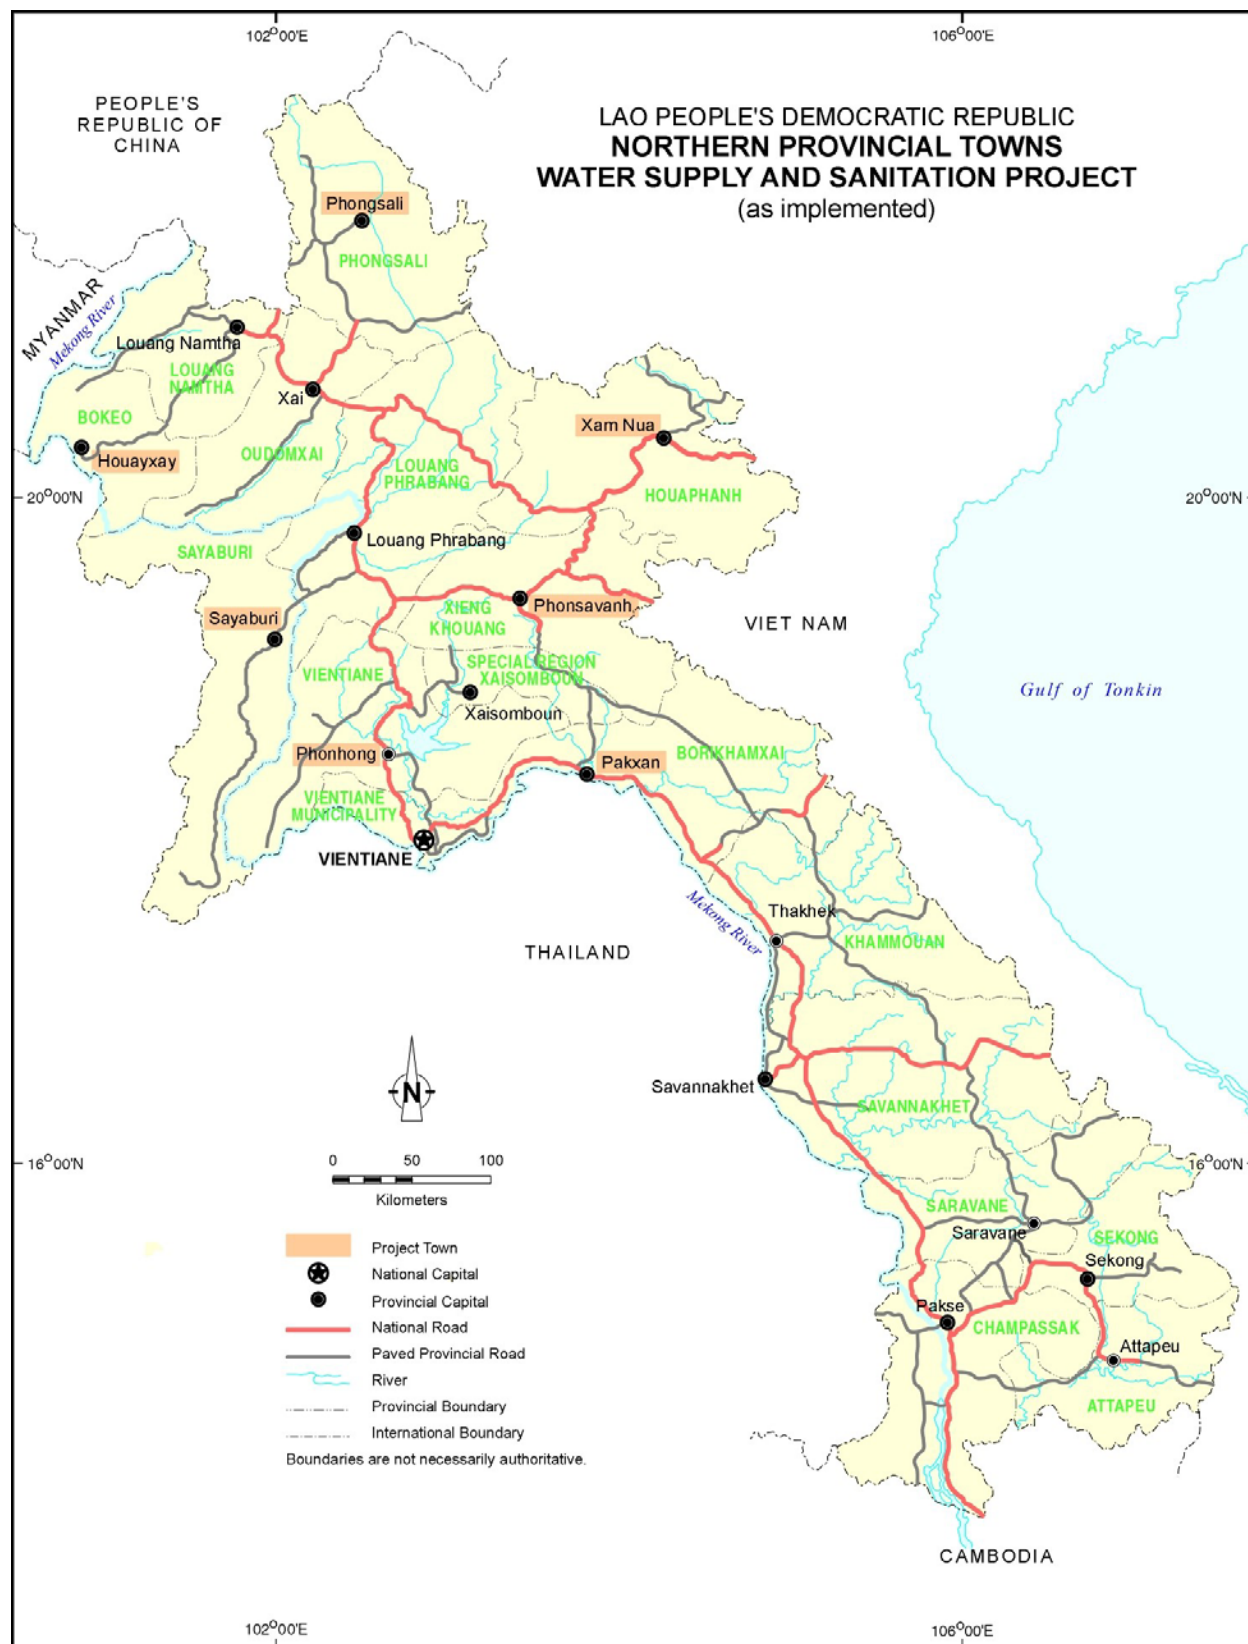 102°00'E
106°00'E
PEOPLE'S
REPUBLIC OF
CHINA
LAO PEOPLE'S DEMOCRATIC REPUBLIC
NORTHERN PROVINCIAL TOWNS
WATER SUPPLY AND SANITATION PROJECT
(as implemented)
Phongsali
PHONGSALI
MYANMAR
Mekong River
Louang Namtha
LOUANG
NAMTHA
Xai
BOKEO
Houayxay
OUDOMXAI
LOUANG
PHRABANG
Xam Nua
HOUAPHANH
20°00'N
20°00'N
SAYABURI
Louang Phrabang
Sayaburi
XIENG
KHOUANG
Phonsavanh
VIET NAM
VIENTIANE
SPECIAL REGION
XAISOMBOUN
Xaisomboun
Gulf of Tonkin
Phonhong
Pakxan
BORIKHAMXAI
VIENTIANE
MUNICIPALITY
VIENTIANE
Mekong River
Thakhek
KHAMMOUAN
THAILAND
N
Savannakhet
SAVANNAKHET
16°00'N
16°00'N
0 50 100
Kilometers
SARAVANE
Saravane
SEKONG
Sekong
Pakse
CHAMPASSAK
Attapeu
ATTAPEU
Project Town
National Capital
Provincial Capital
National Road
Paved Provincial Road
River
Provincial Boundary
International Boundary
Boundaries are not necessarily authoritative.
CAMBODIA
102°00'E
106°00'E